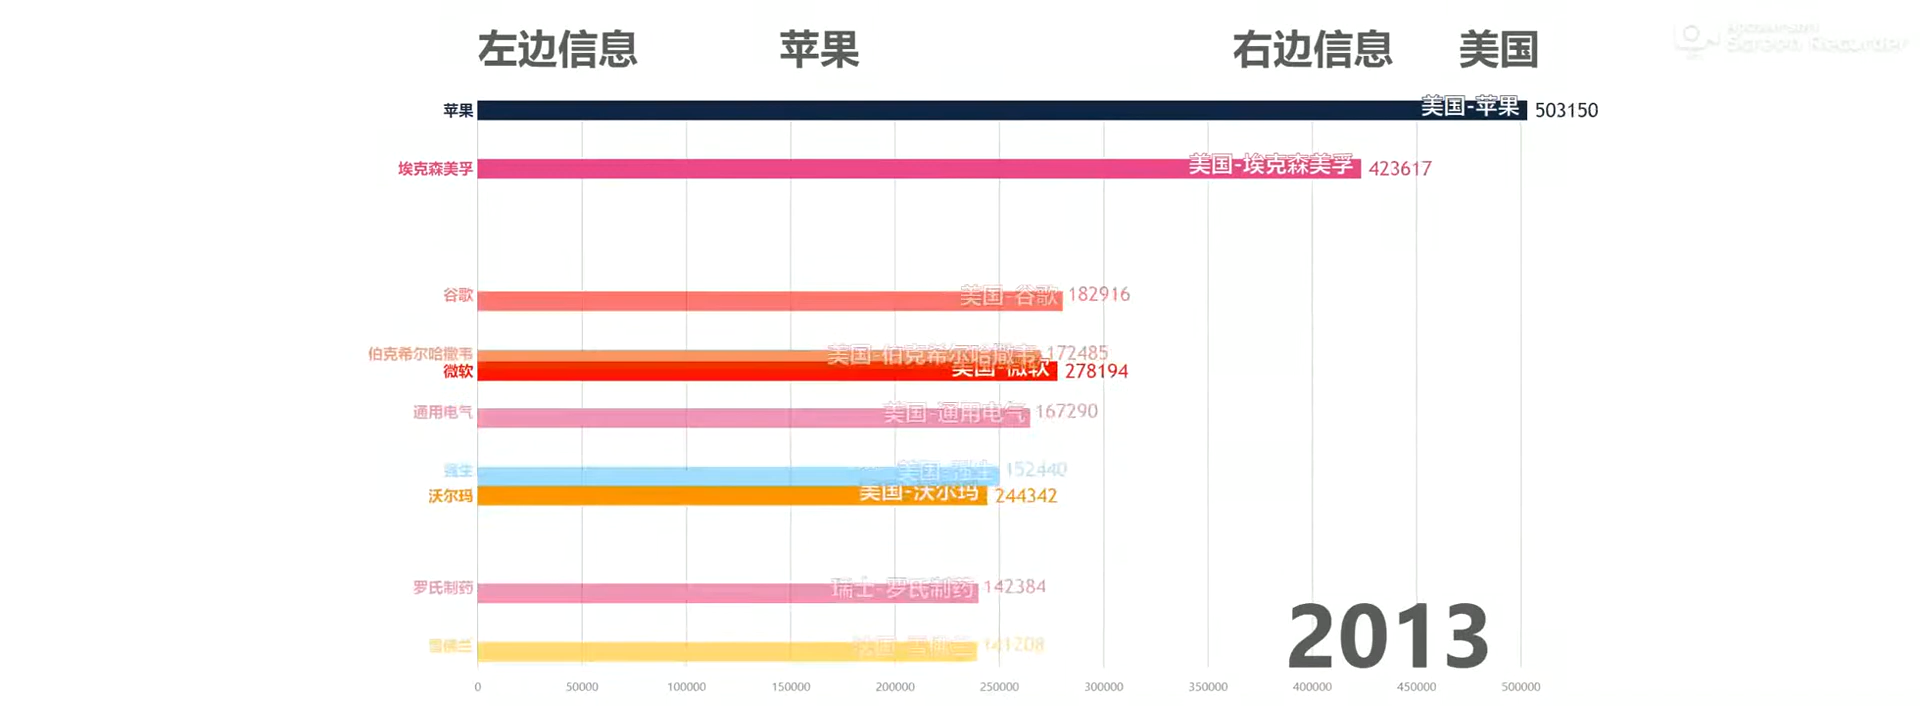 左边信息 苹果 右边信息 美国
Screen Recorder
苹果 美国-苹果 503150
埃克森美孚 美国-埃克森美孚 423617
谷歌 美国-谷歌 182916
伯克希尔哈撒韦 美国-伯克希尔哈撒韦 172485
微软 美国-微软 278194
通用电气 美国-通用电气 167290
强生 美国-强生 152440
沃尔玛 美国-沃尔玛 244342
罗氏制药 瑞士-罗氏制药 142384
雪佛兰 141208
2013
0 50000 100000 150000 200000 250000 300000 350000 400000 450000 500000